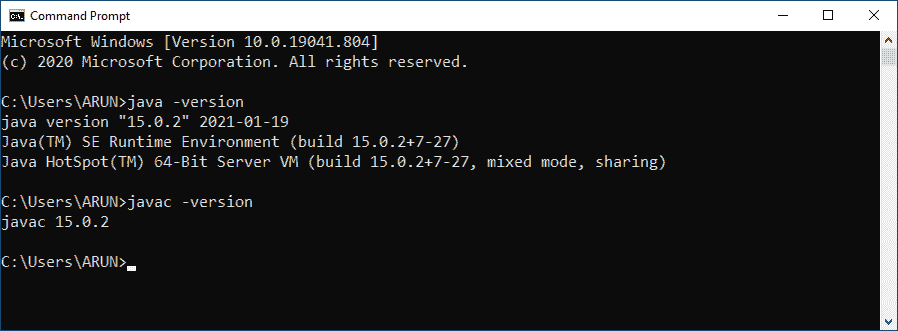 Command Prompt
Microsoft Windows [Version 10.0.19041.804]
(c) 2020 Microsoft Corporation. All rights reserved.
C:\Users\ARUN>java -version
java version "15.0.2" 2021-01-19
Java(TM) SE Runtime Environment (build 15.0.2+7-27)
Java HotSpot(TM) 64-Bit Server VM (build 15.0.2+7-27, mixed mode, sharing)
C:\Users\ARUN>javac -version
javac 15.0.2
C:\Users\ARUN>